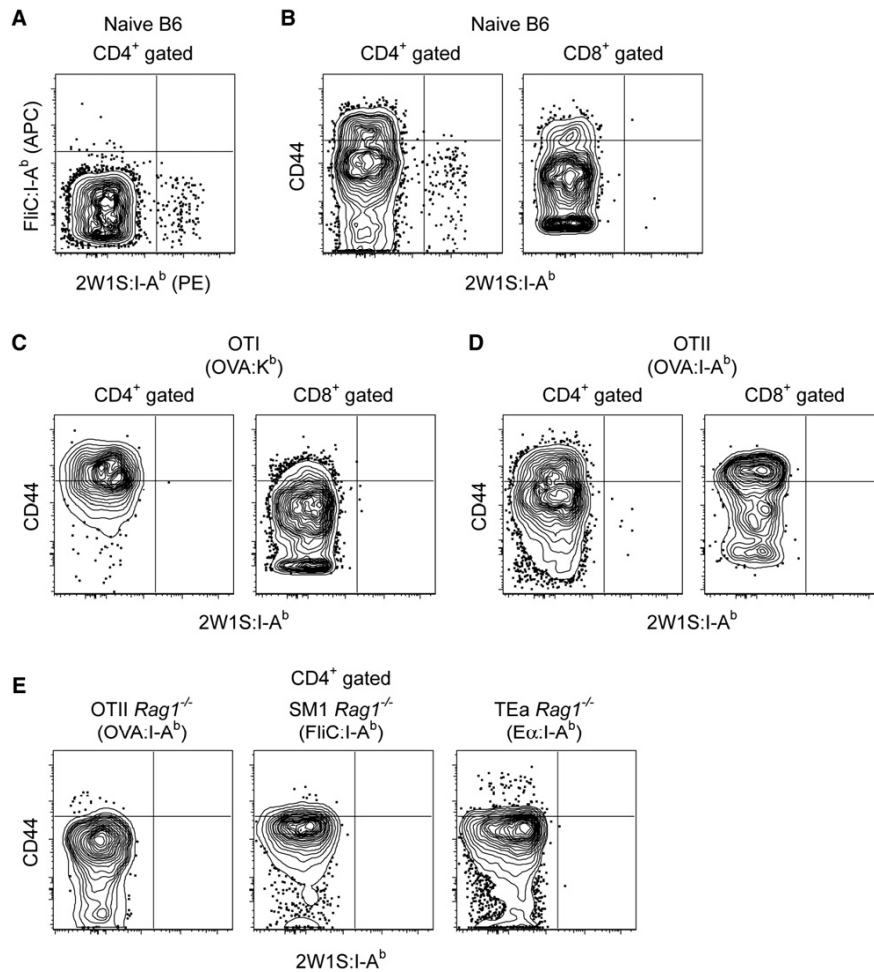 A
Naive B6
CD4+ gated
FliC:I-Ab (APC)
2W1S:I-Ab (PE)
B
Naive B6
CD4+ gated
CD8+ gated
CD44
2W1S:I-Ab
C
OTI
(OVA:Kb)
CD4+ gated
CD8+ gated
CD44
2W1S:I-Ab
D
OTII
(OVA:I-Ab)
CD4+ gated
CD8+ gated
CD44
2W1S:I-Ab
E
CD4+ gated
OTII Rag1-/-
(OVA:I-Ab)
SM1 Rag1-/-
(FliC:I-Ab)
TEa Rag1-/-
(Eα:I-Ab)
CD44
2W1S:I-Ab